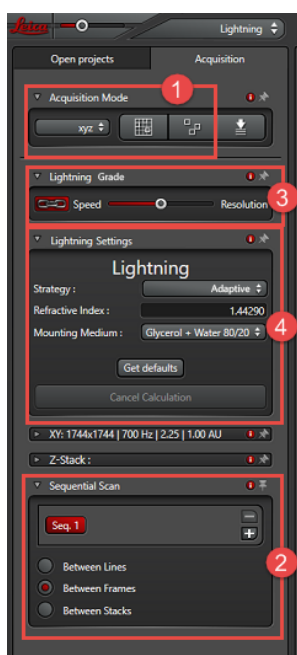 Leica
Lightning
Open projects Acquisition
Acquisition Mode
1
xyz
Lightning Grade
Speed Resolution
3
Lightning Settings
Lightning
Strategy : Adaptive
Refractive Index : 1.44290
Mounting Medium : Glycerol + Water 80/20
4
Get defaults
Cancel Calculation
XY: 1744x1744 | 700 Hz | 2.25 | 1.00 AU
Z-Stack :
Sequential Scan
Seq. 1
2
Between Lines
Between Frames
Between Stacks